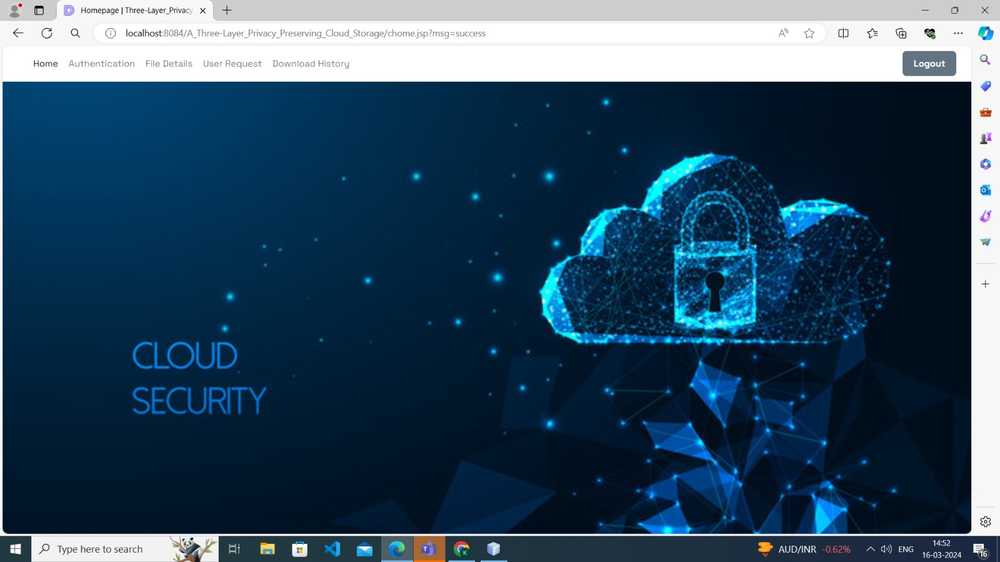 Homepage | Three-Layer_Privacy
localhost:8084/A_Three-Layer_Privacy_Preserving_Cloud_Storage/chome.jsp?msg=success
Home Authentication File Details User Request Download History Logout
CLOUD
SECURITY
Type here to search
AUD/INR -0.62%
ENG
14:52
16-03-2024
16